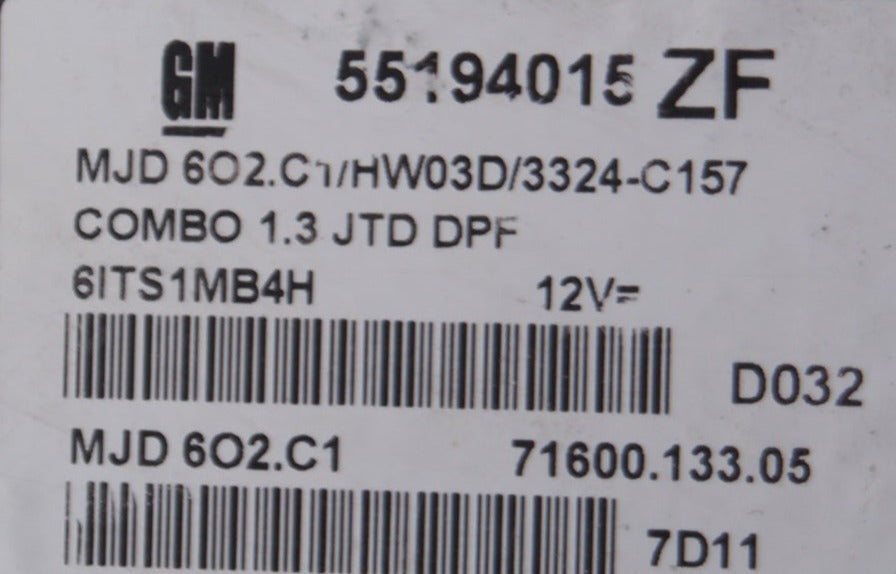 GM 55194015 ZF
MJD 6O2.C1/HW03D/3324-C157
COMBO 1.3 JTD DPF
6ITS1MB4H 12V=
D032
MJD 6O2.C1 71600.133.05
7D11